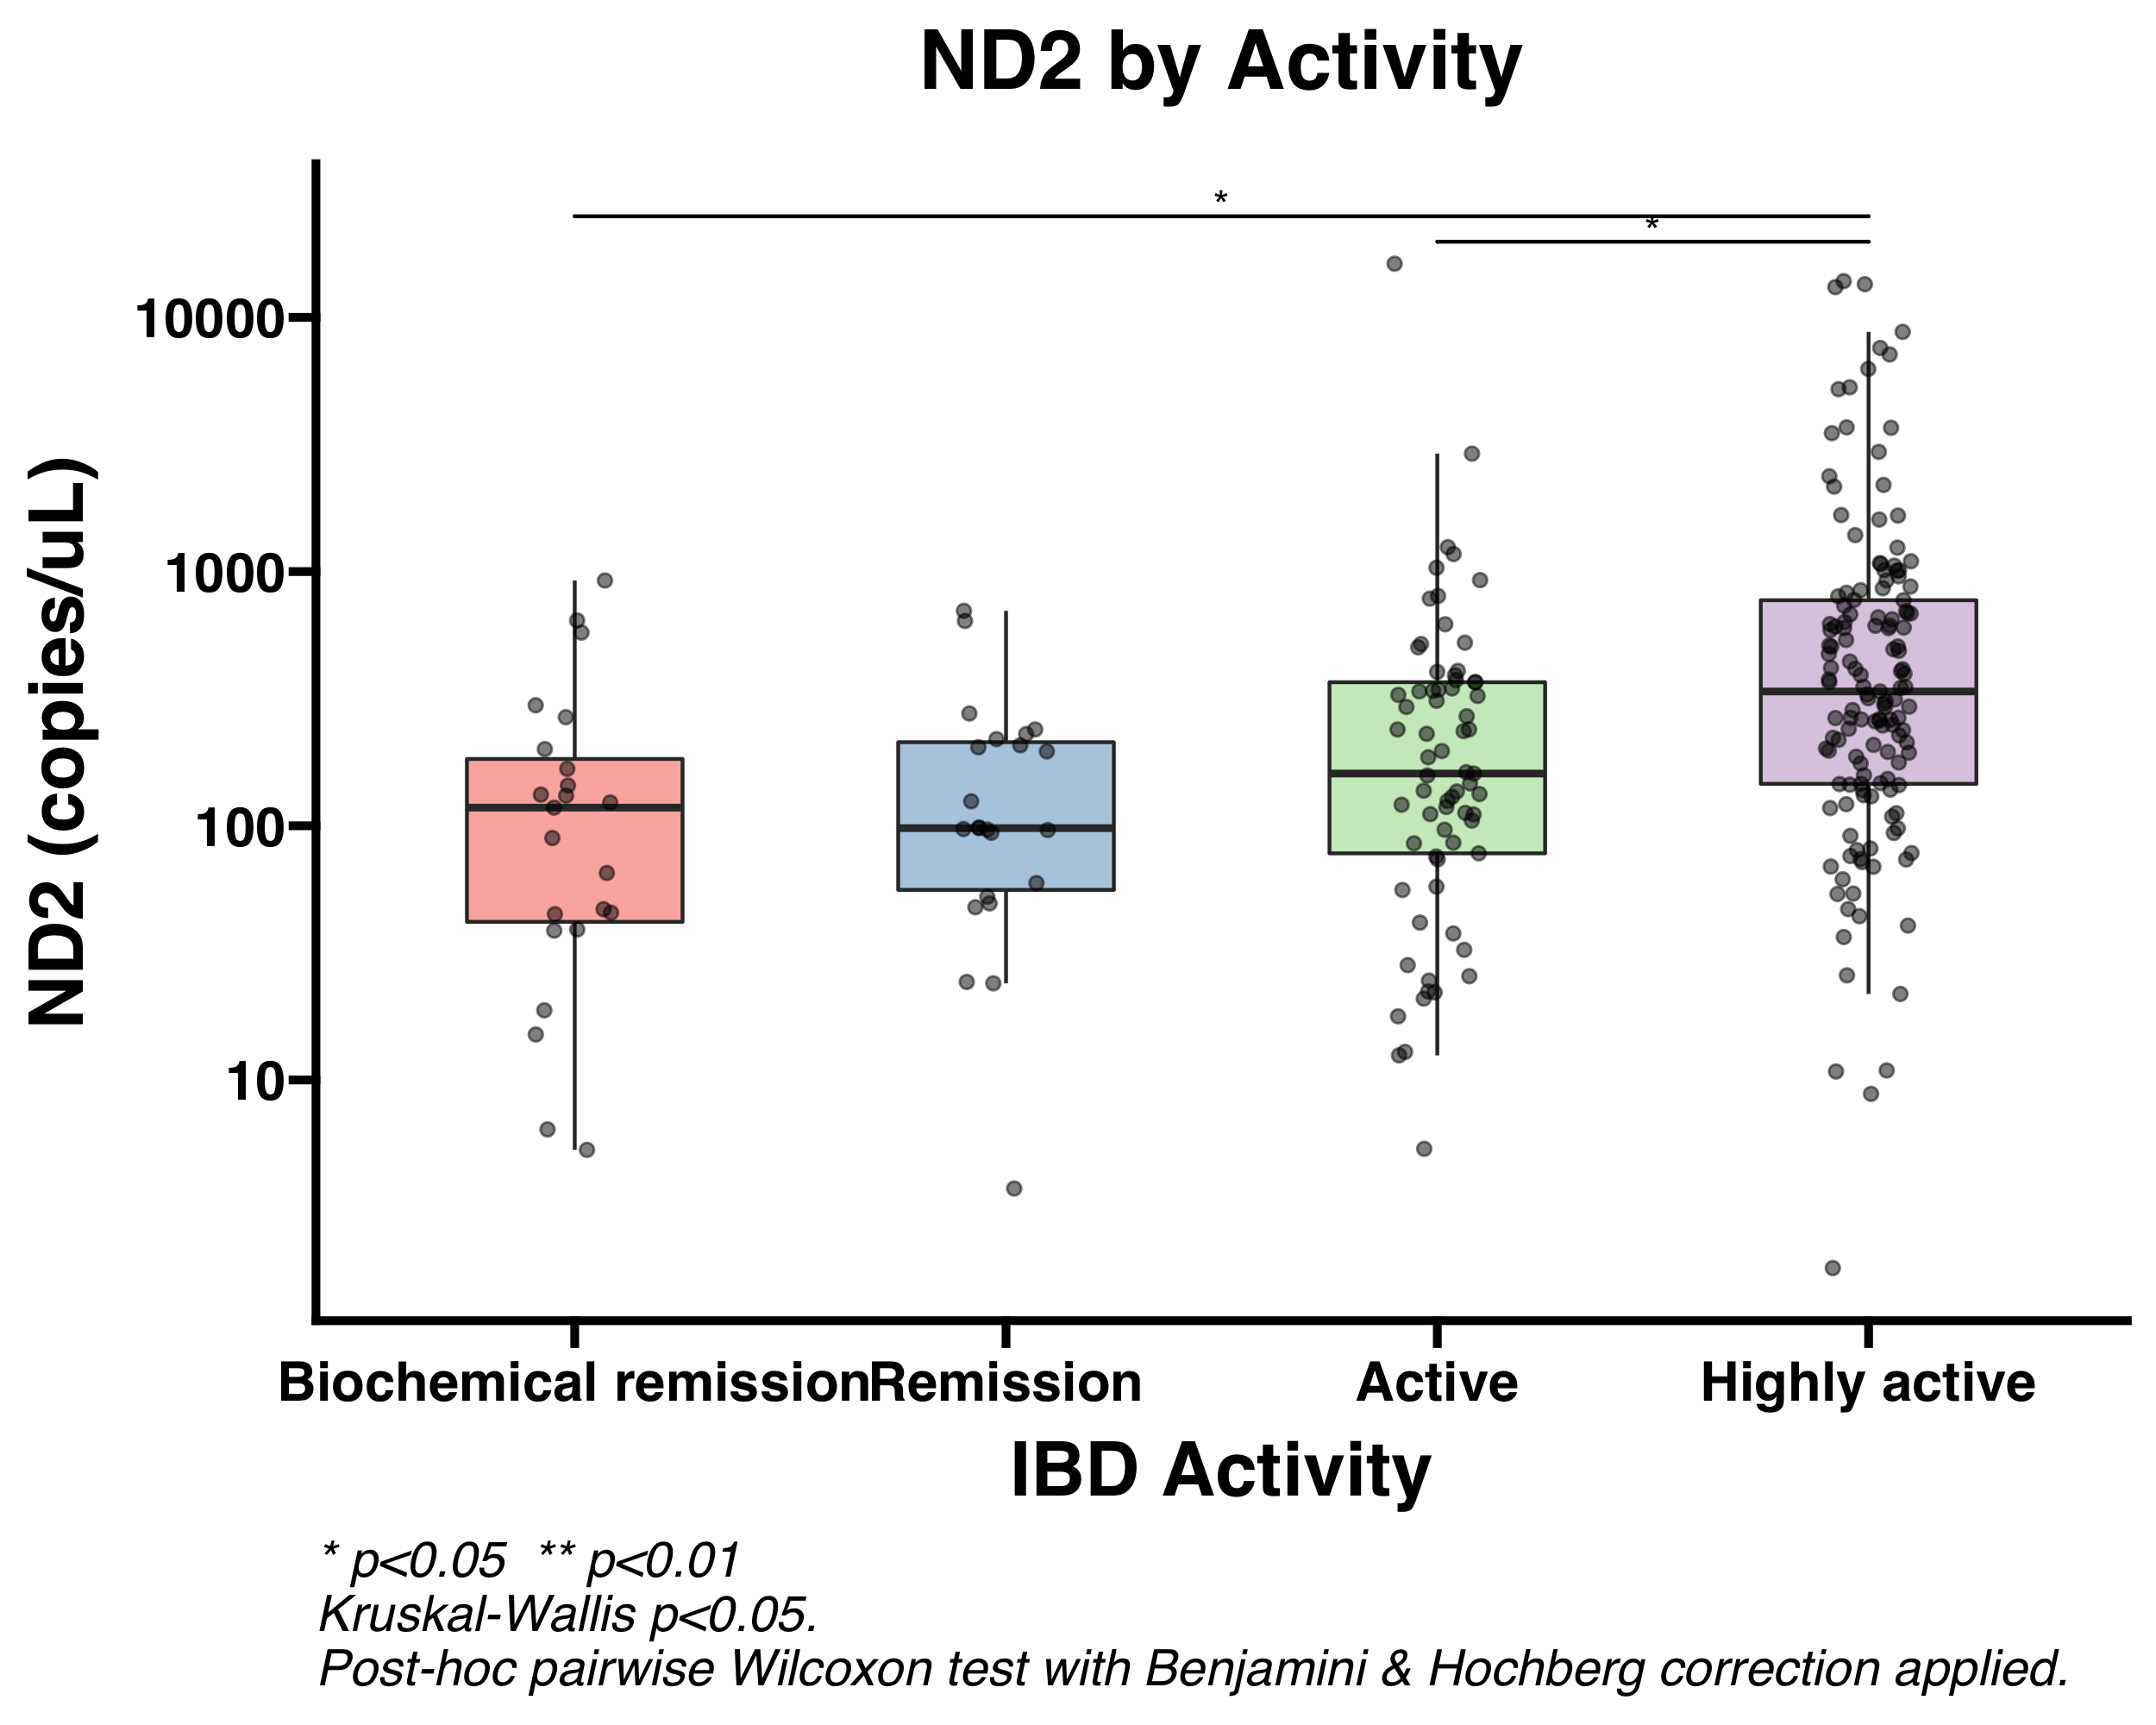 ND2 by Activity
*
*
ND2 (copies/uL)
10000
1000
100
10
Biochemical remission
Remission
Active
Highly active
IBD Activity
* p<0.05  ** p<0.01
Kruskal-Wallis p<0.05.
Post-hoc pairwise Wilcoxon test with Benjamini & Hochberg correction applied.